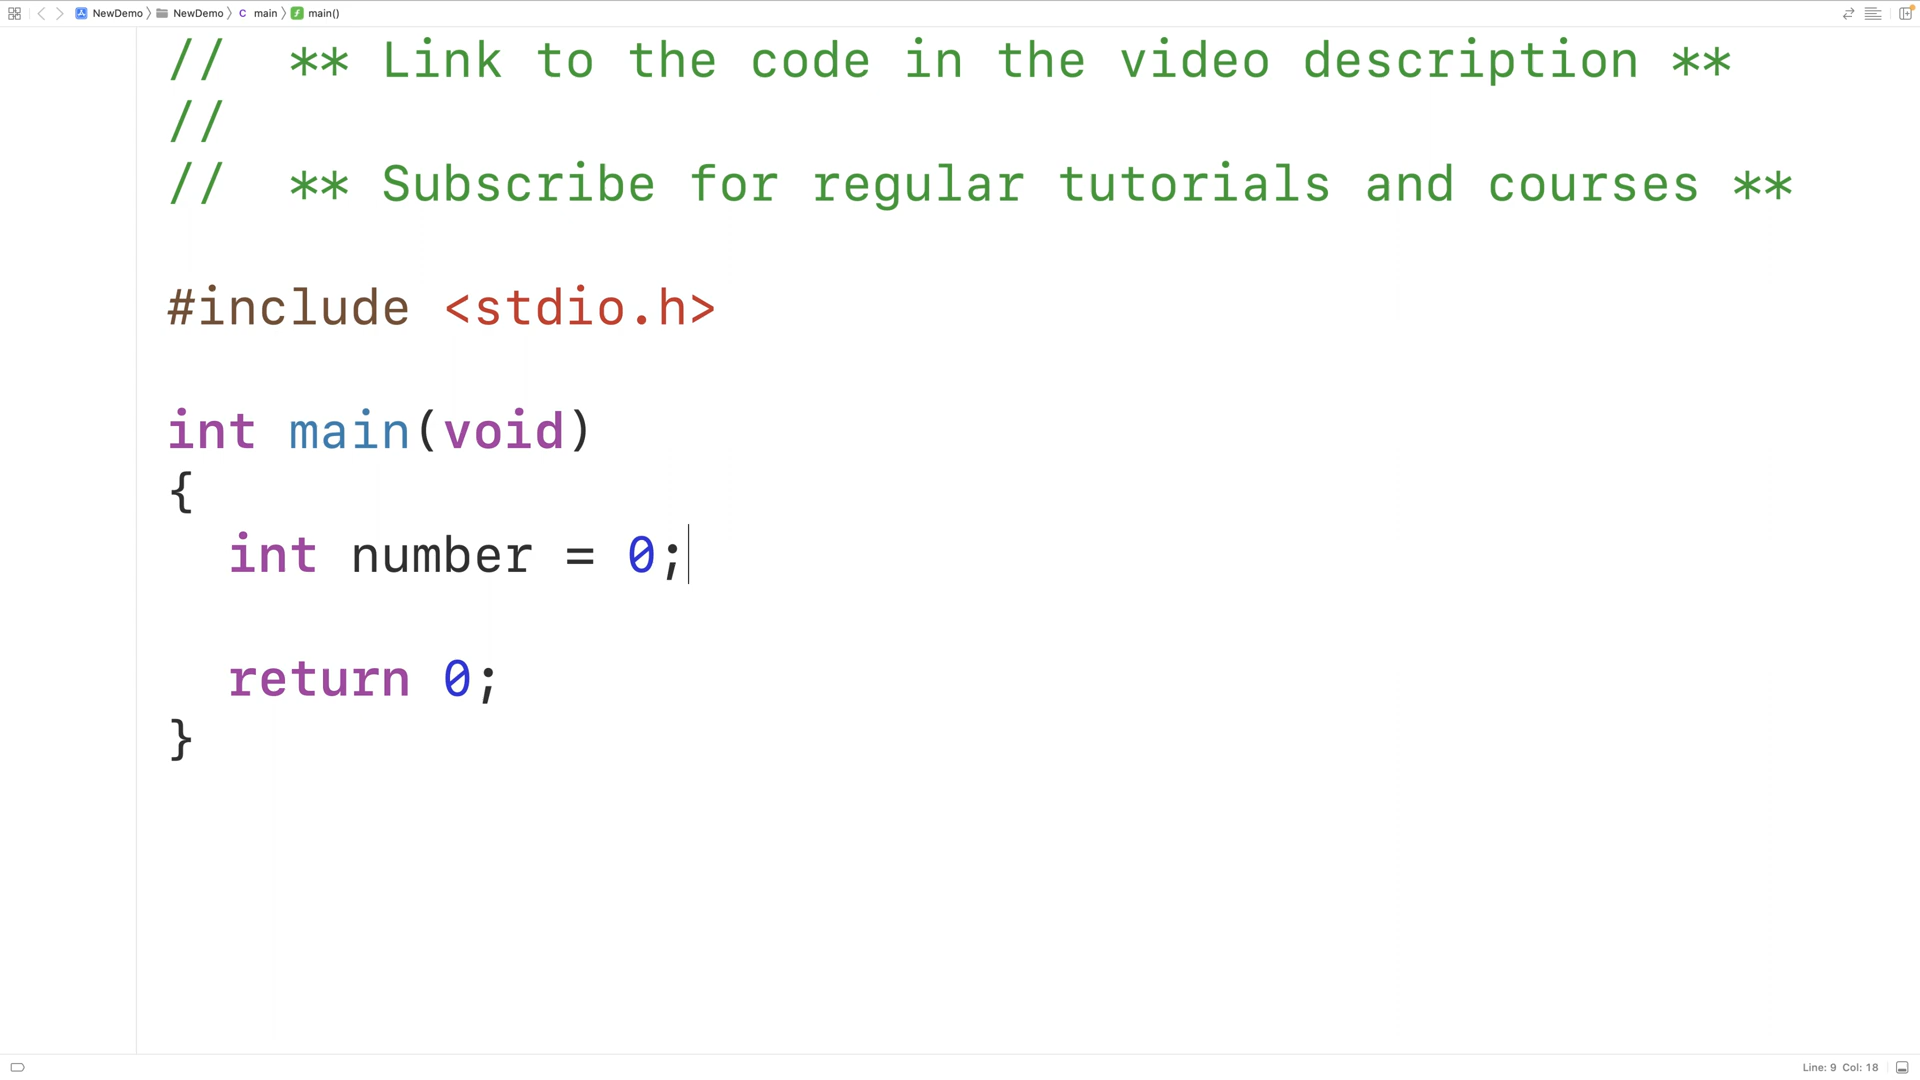 NewDemo NewDemo C main f main()
//  ** Link to the code in the video description **
//
//  ** Subscribe for regular tutorials and courses **
#include <stdio.h>
int main(void)
{
  int number = 0;
  return 0;
}
Line: 9 Col: 18